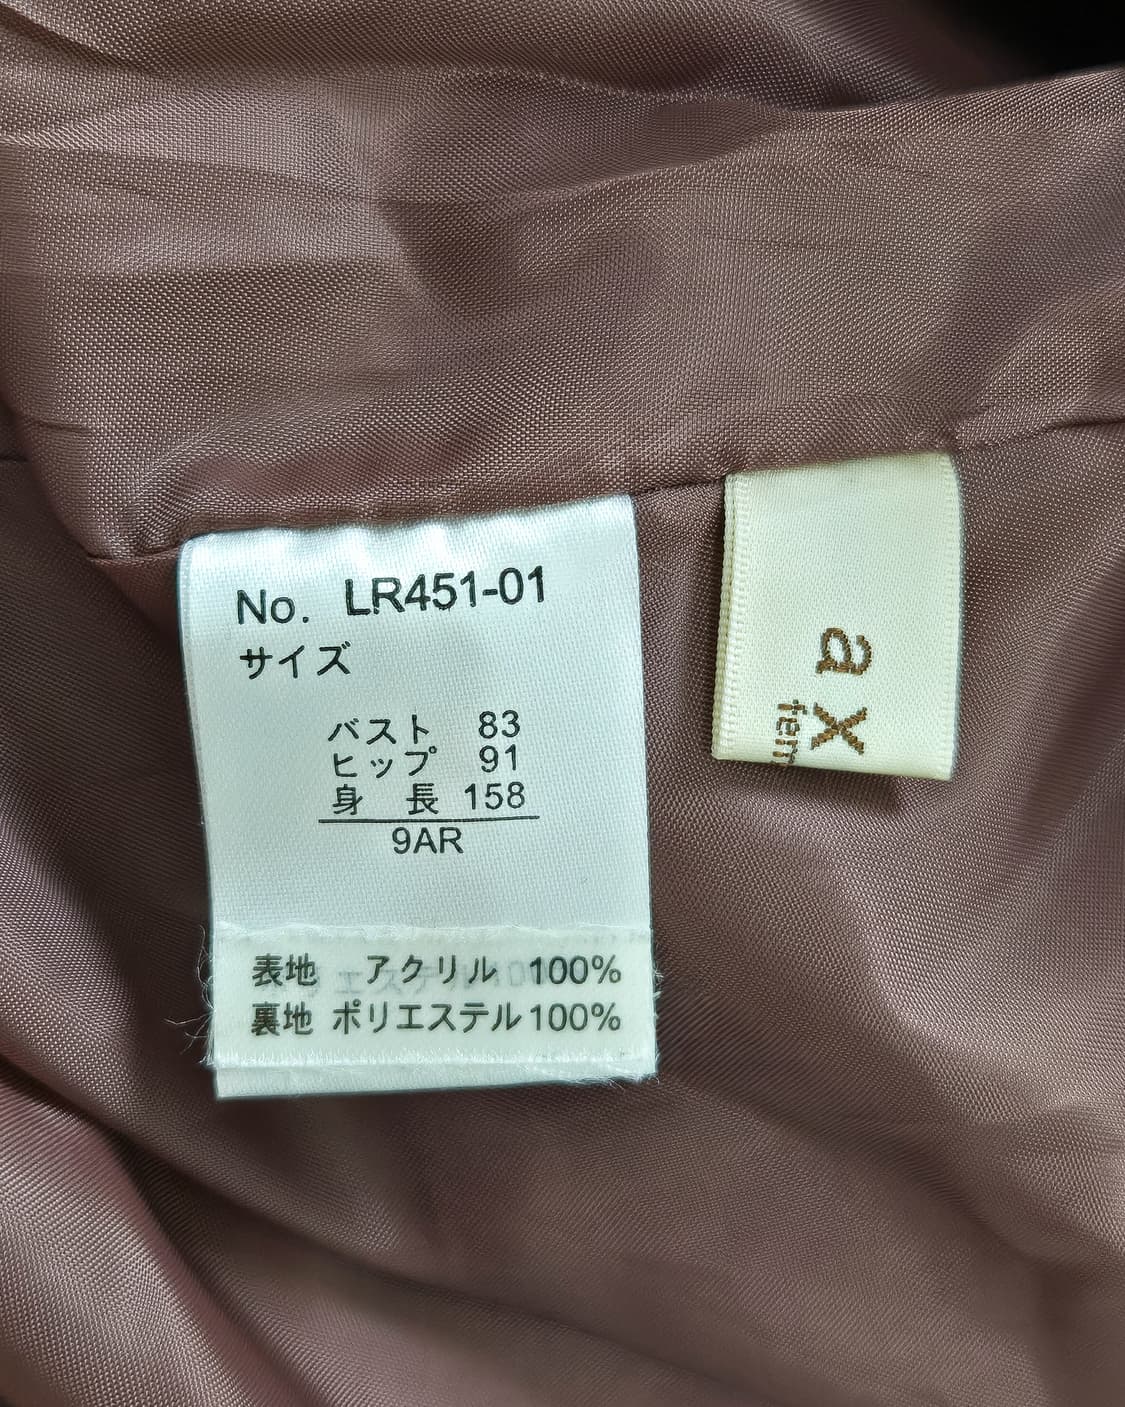 No. LR451-01
サイズ
バスト 83
ヒップ 91
身 長 158
9AR
表地 アクリル 100%
裏地 ポリエステル 100%
ax
fem